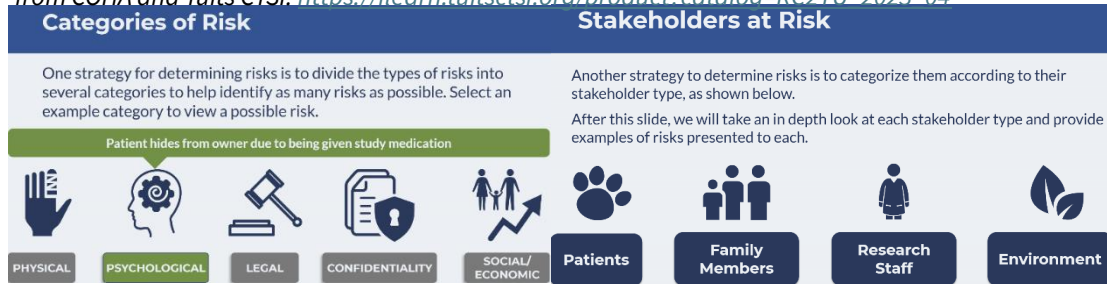 Categories of Risk
One strategy for determining risks is to divide the types of risks into
several categories to help identify as many risks as possible. Select an
example category to view a possible risk.
Patient hides from owner due to being given study medication
PHYSICAL
PSYCHOLOGICAL
LEGAL
CONFIDENTIALITY
SOCIAL/
ECONOMIC
Stakeholders at Risk
Another strategy to determine risks is to categorize them according to their
stakeholder type, as shown below.
After this slide, we will take an in depth look at each stakeholder type and provide
examples of risks presented to each.
Patients
Family
Members
Research
Staff
Environment